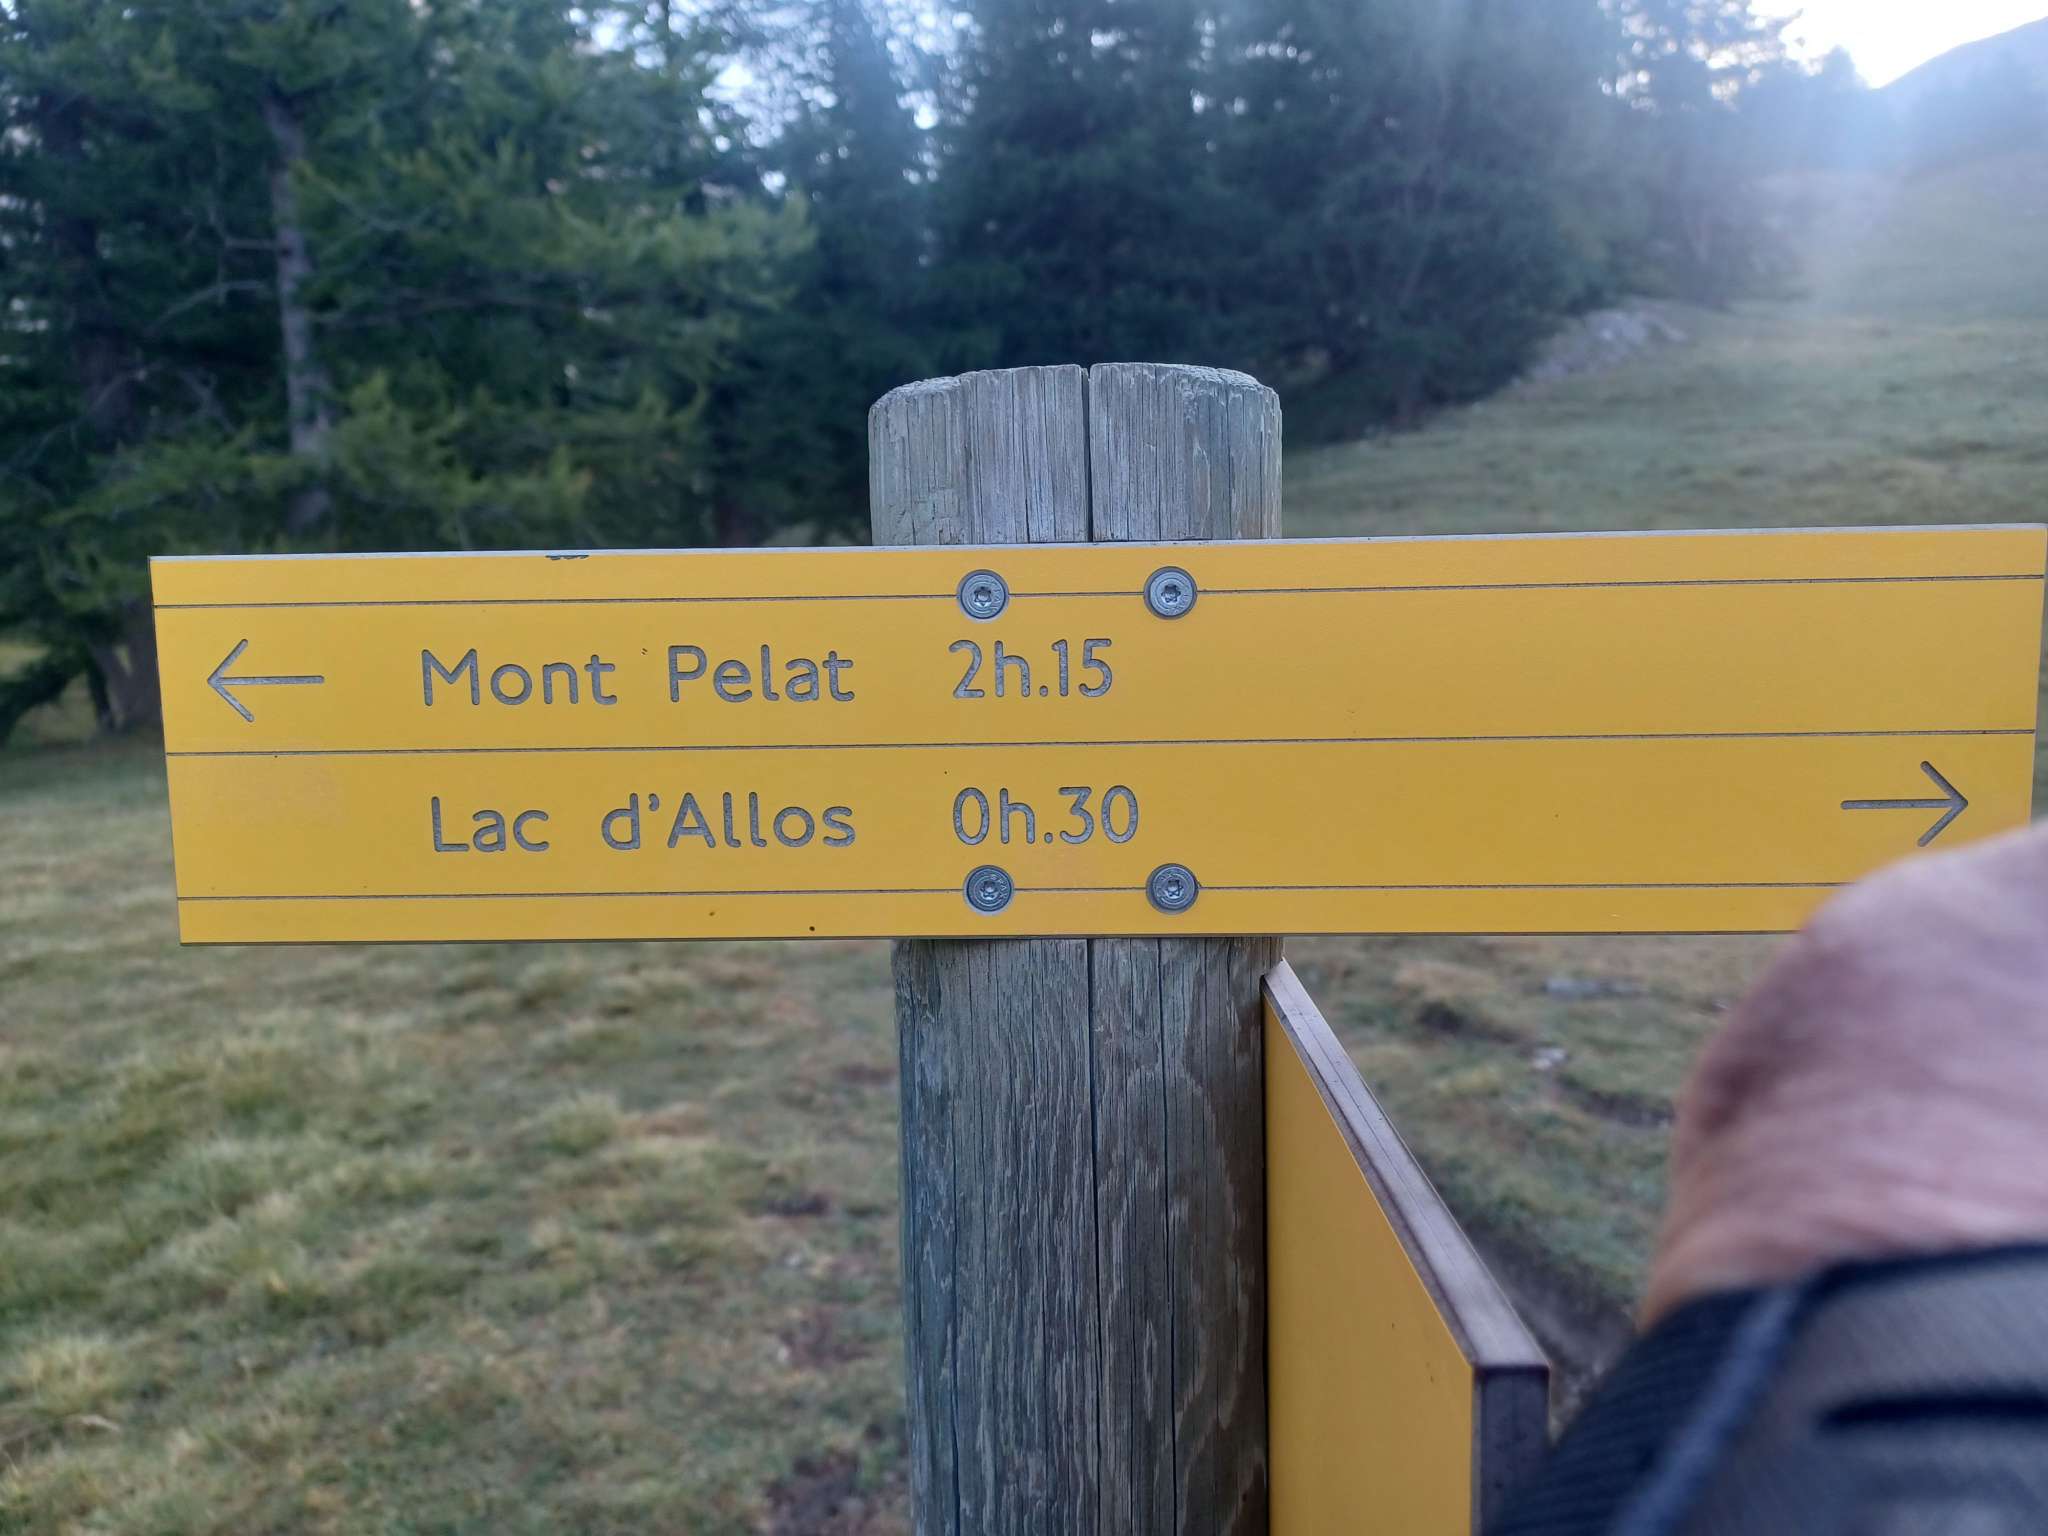 ← Mont Pelat 2h.15
Lac d'Allos 0h.30 →